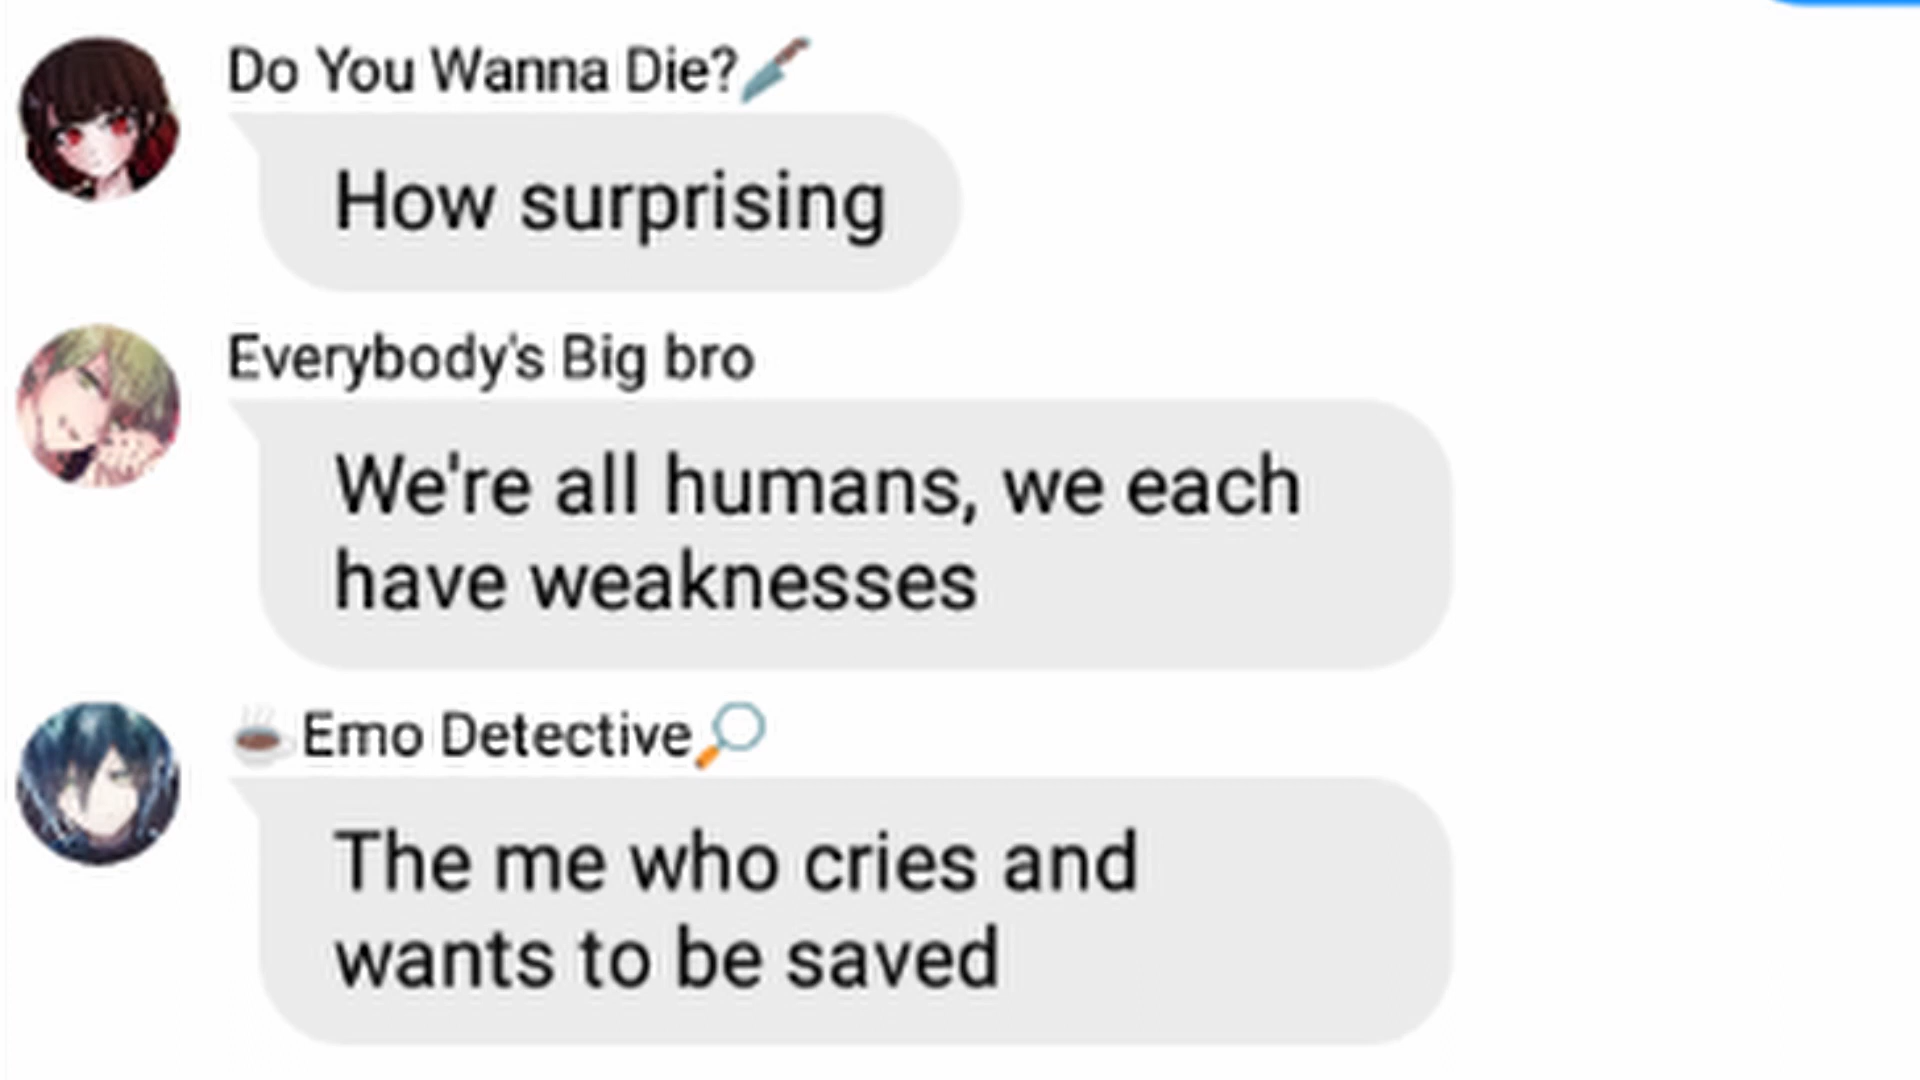 Do You Wanna Die?🔪
How surprising
Everybody's Big bro
We're all humans, we each
have weaknesses
☕Emo Detective🔎
The me who cries and
wants to be saved